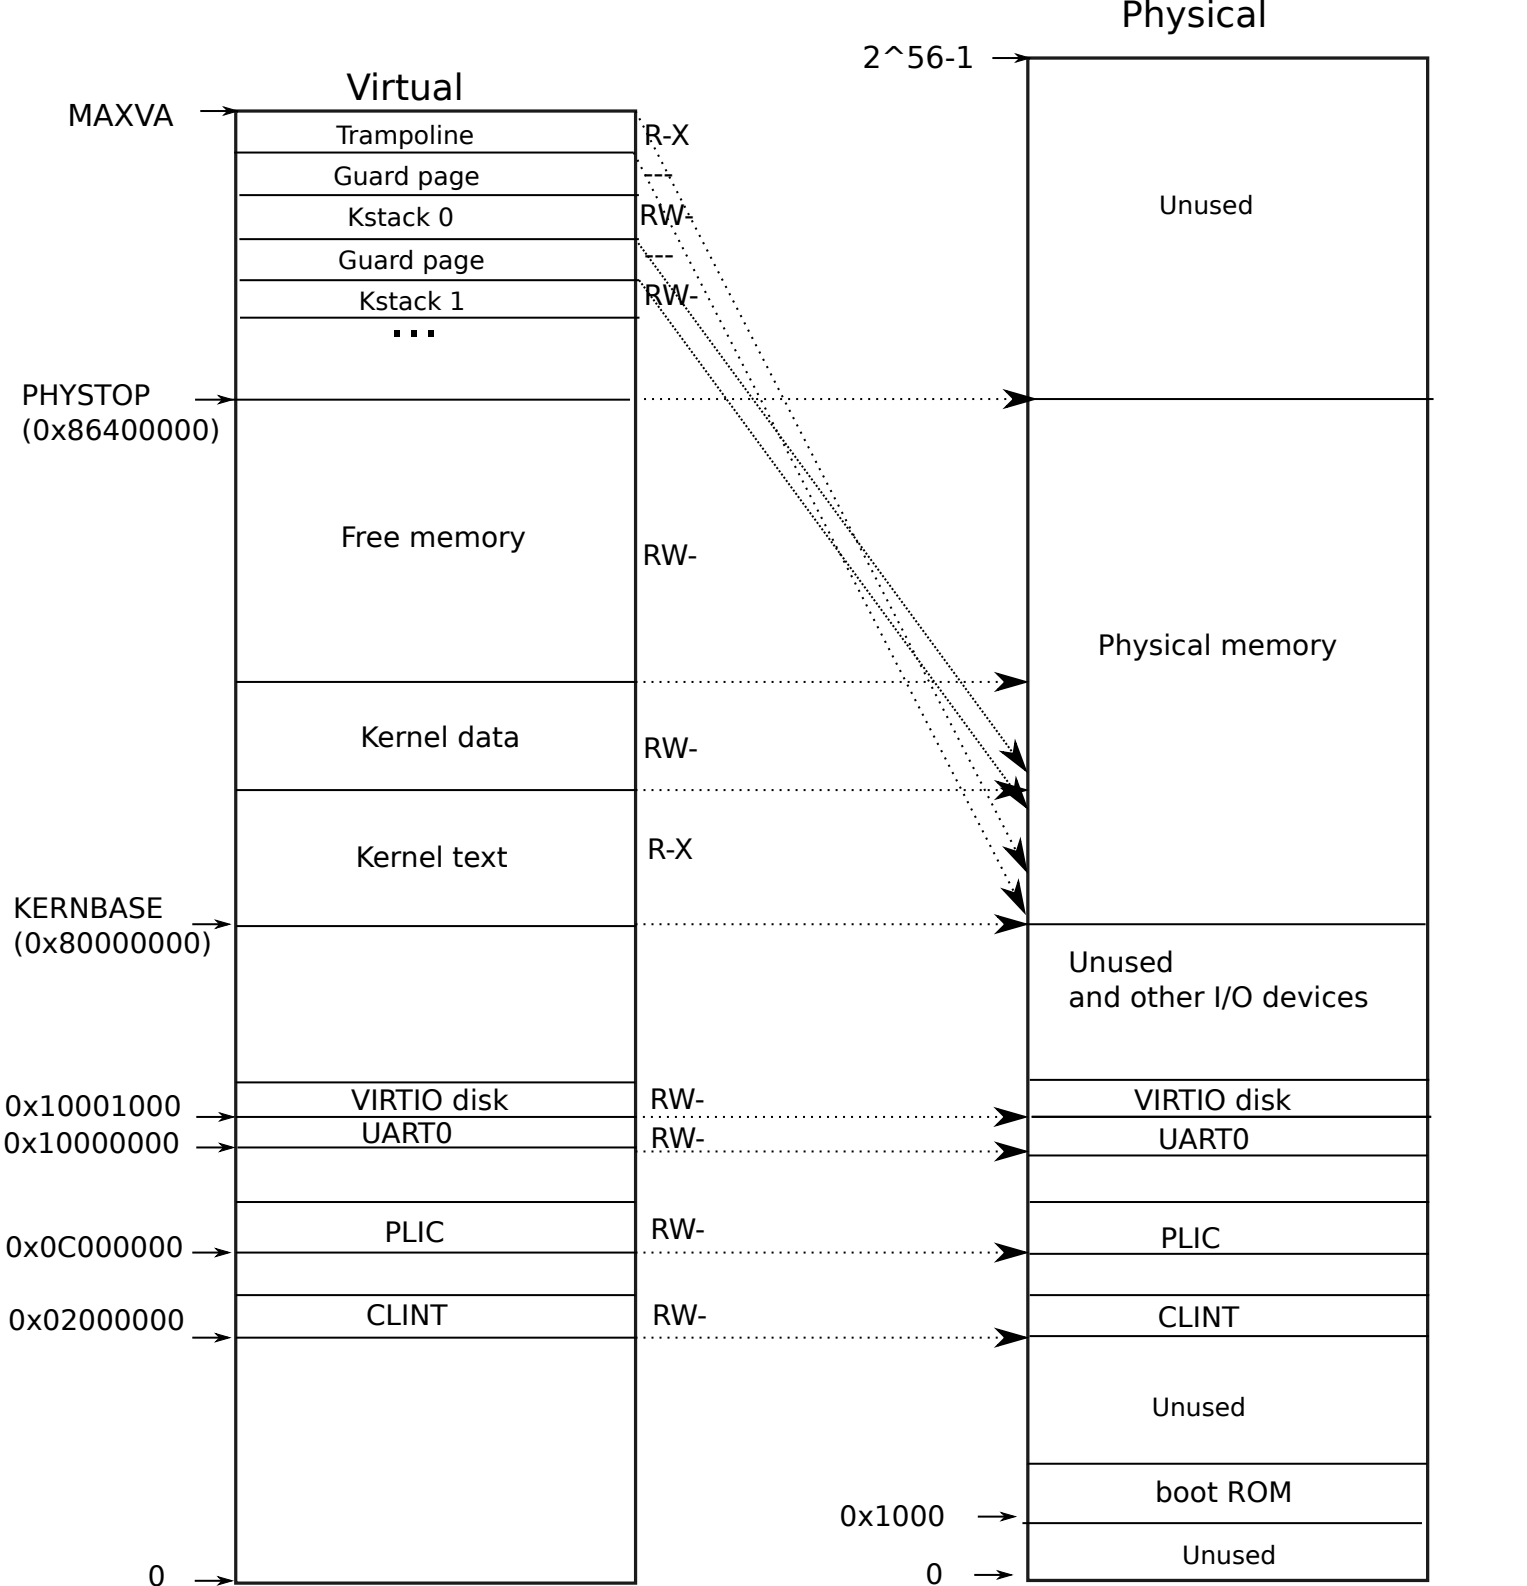 Physical
2^56-1
Virtual
MAXVA
Trampoline
R-X
Guard page
---
Unused
Kstack 0
RW-
Guard page
---
Kstack 1
RW-
...
PHYSTOP
(0x86400000)
Free memory
RW-
Physical memory
Kernel data
RW-
Kernel text
R-X
KERNBASE
(0x80000000)
Unused
and other I/O devices
0x10001000
VIRTIO disk
RW-
VIRTIO disk
0x10000000
UART0
RW-
UART0
0x0C000000
PLIC
RW-
PLIC
0x02000000
CLINT
RW-
CLINT
Unused
boot ROM
0x1000
Unused
0
0